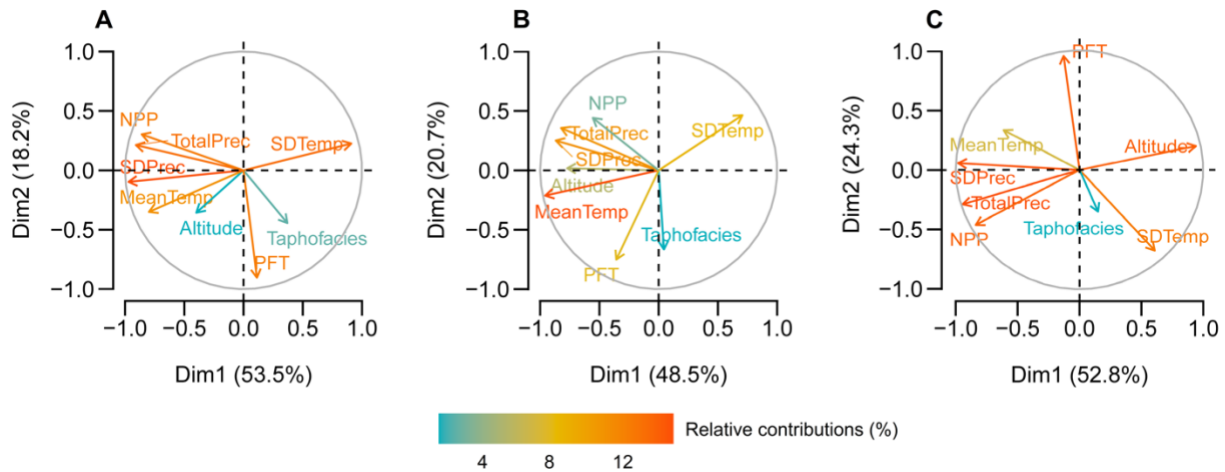 A
Dim2 (18.2%)
1.0
0.5
0.0
−0.5
−1.0
NPP
TotalPrec
SDTemp
SDPrec
MeanTemp
Altitude
Taphofacies
PFT
−1.0 −0.5 0.0 0.5 1.0
Dim1 (53.5%)
B
Dim2 (20.7%)
1.0
0.5
0.0
−0.5
−1.0
NPP
TotalPrec
SDTemp
SDPrec
Altitude
MeanTemp
Taphofacies
PFT
−1.0 −0.5 0.0 0.5 1.0
Dim1 (48.5%)
C
Dim2 (24.3%)
1.0
0.5
0.0
−0.5
−1.0
PFT
MeanTemp
Altitude
SDPrec
TotalPrec
Taphofacies
NPP
SDTemp
−1.0 −0.5 0.0 0.5 1.0
Dim1 (52.8%)
Relative contributions (%)
4 8 12